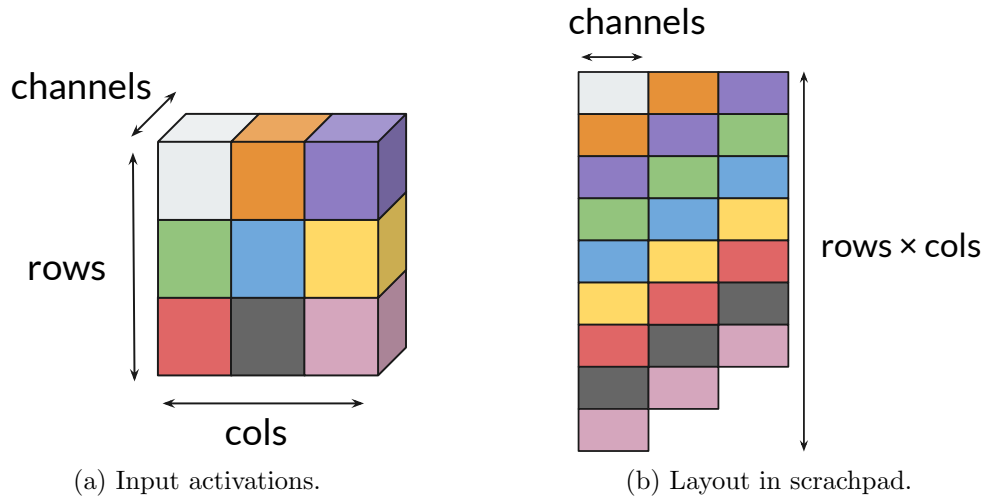 channels
rows
cols
(a) Input activations.
channels
rows × cols
(b) Layout in scrachpad.